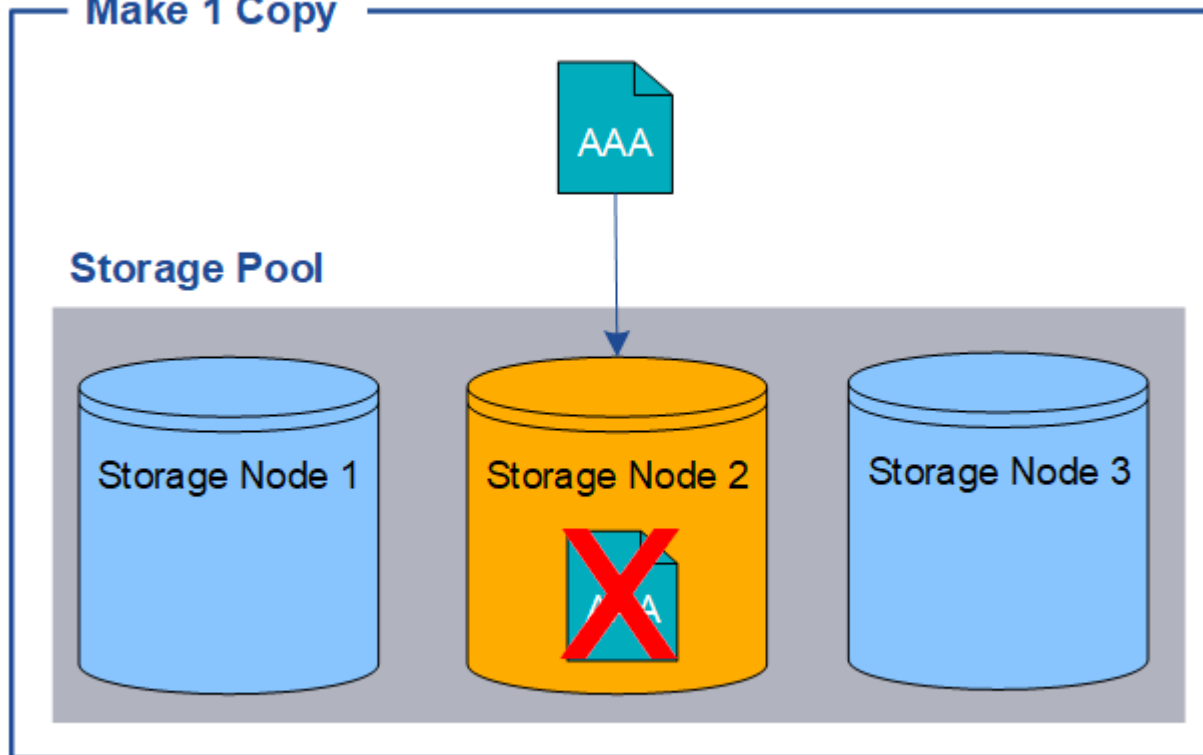 Make 1 Copy
AAA
Storage Pool
Storage Node 1
Storage Node 2
Storage Node 3